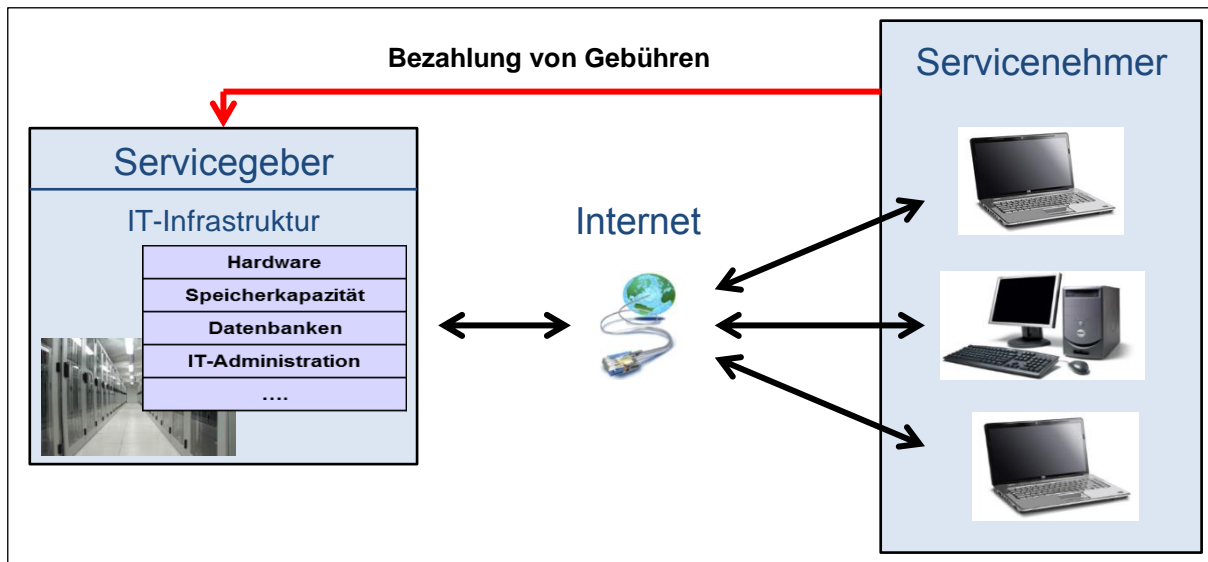 Bezahlung von Gebühren
Servicenehmer
Servicegeber
IT-Infrastruktur
Hardware
Speicherkapazität
Datenbanken
IT-Administration
....
Internet